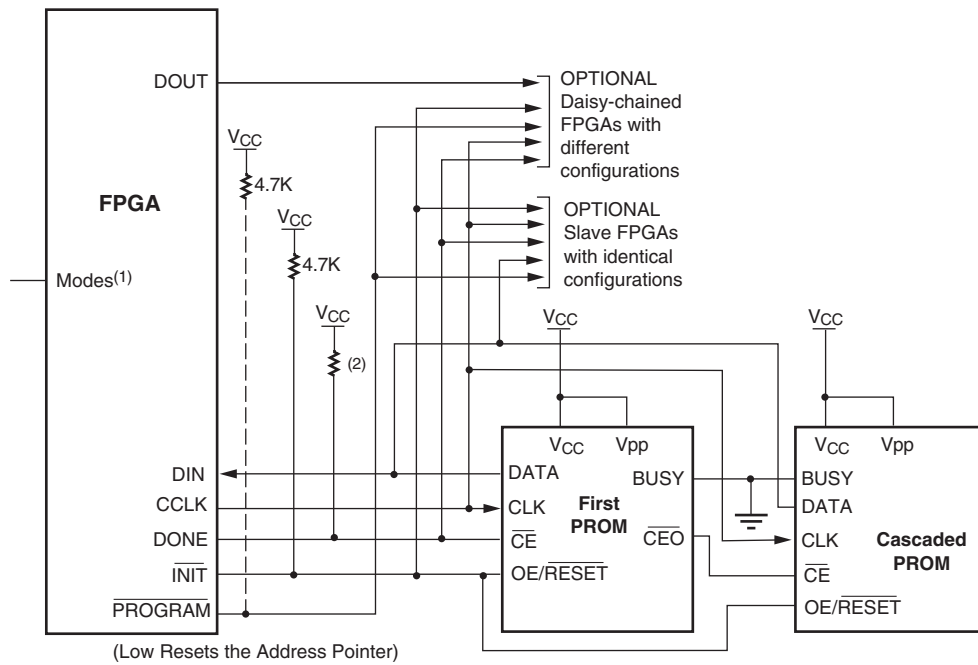 DOUT
OPTIONAL
Daisy-chained
FPGAs with
different
configurations
VCC
4.7K
FPGA
VCC
4.7K
OPTIONAL
Slave FPGAs
with identical
configurations
Modes(1)
VCC
(2)
VCC
VCC
VCC
Vpp
VCC
Vpp
DIN
DATA
BUSY
BUSY
CCLK
CLK
First
PROM
DATA
DONE
CE
CEO
CLK
Cascaded
PROM
INIT
OE/RESET
CE
PROGRAM
OE/RESET
(Low Resets the Address Pointer)